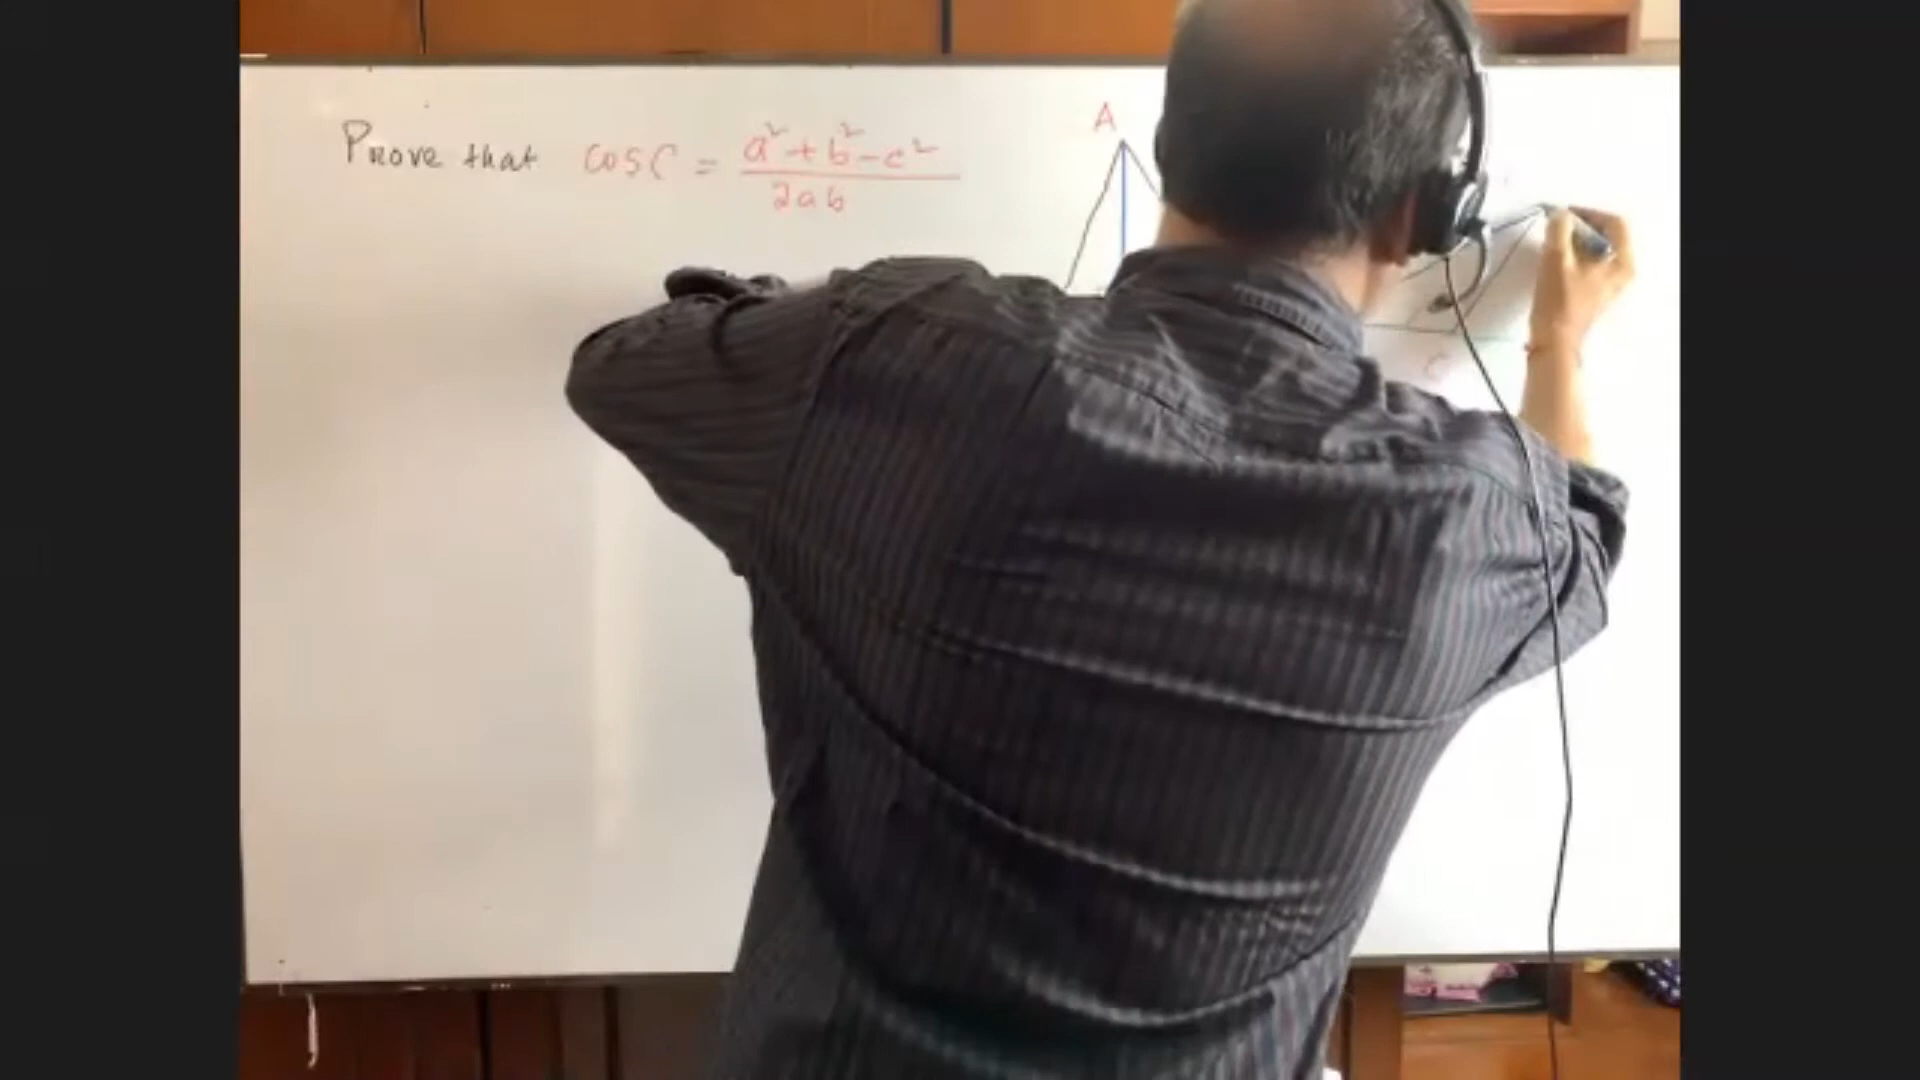 Prove that cos C = a² + b² - c² / 2ab
A
C